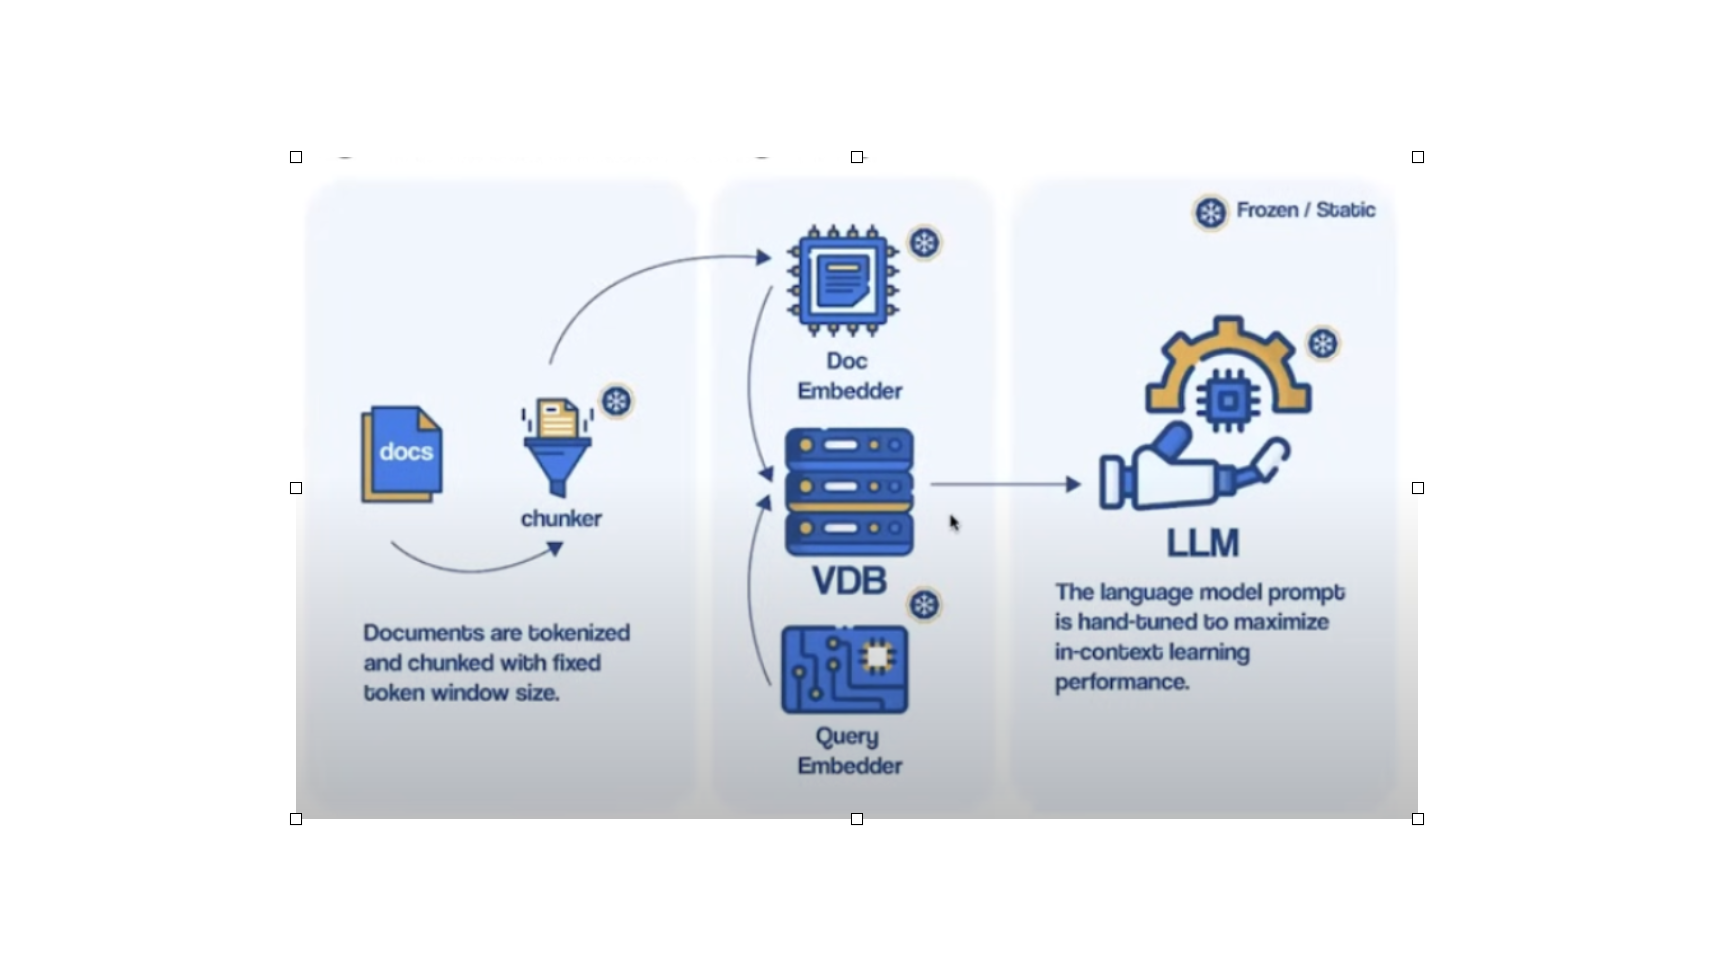 docs
chunker
Documents are tokenized
and chunked with fixed
token window size.
Doc
Embedder
VDB
Query
Embedder
Frozen / Static
LLM
The language model prompt
is hand-tuned to maximize
in-context learning
performance.